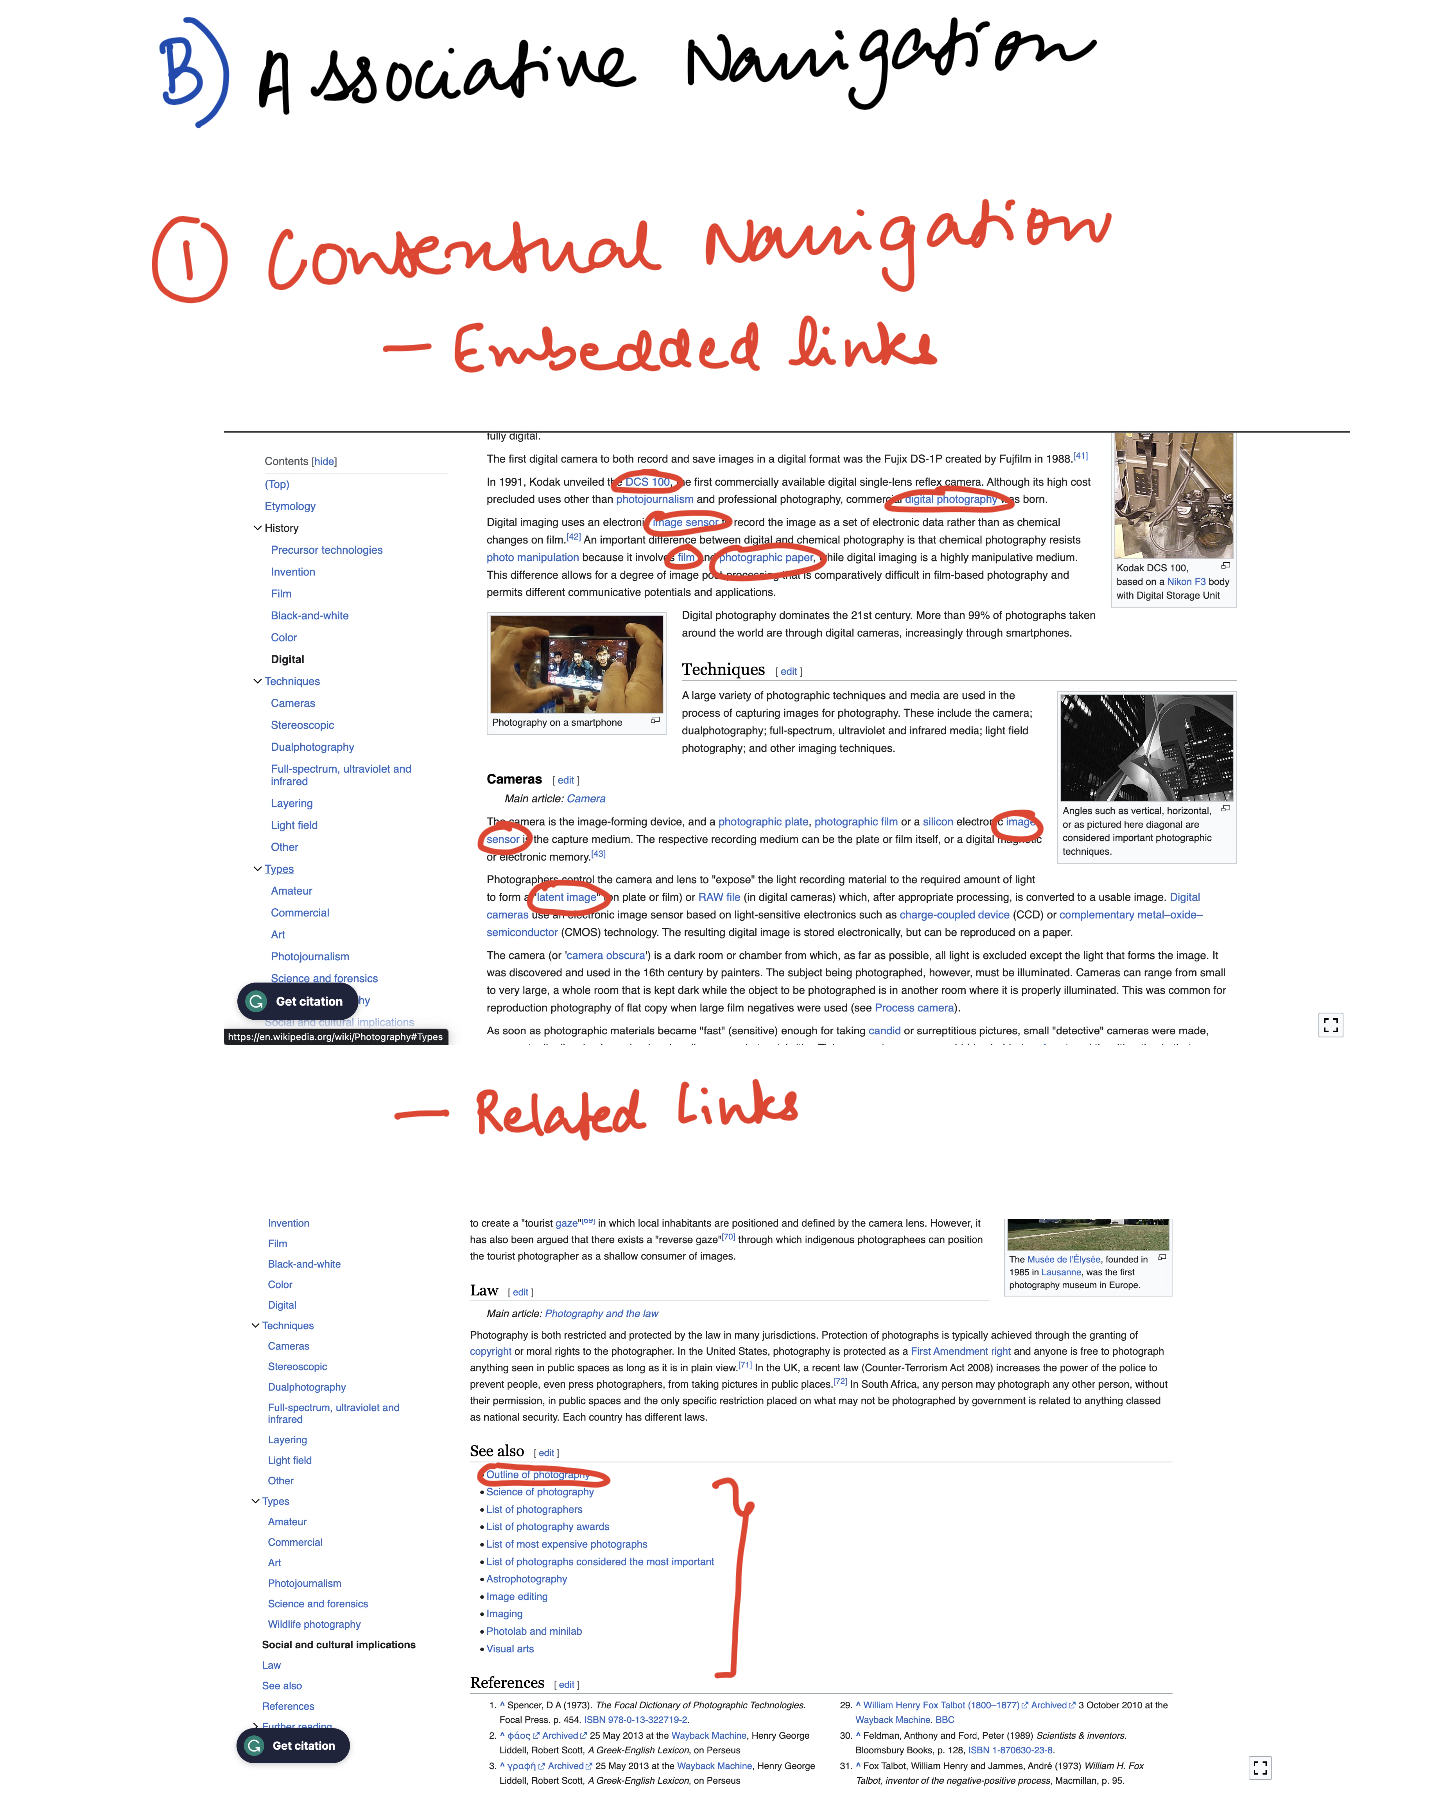 B) Associative Navigation
1 Contextual Navigation
— Embedded links
Contents [hide]
(Top)
Etymology
History
Precursor technologies
Invention
Film
Black-and-white
Color
Digital
Techniques
Cameras
Stereoscopic
Dualphotography
Full-spectrum, ultraviolet and
infrared
Layering
Light field
Other
Types
Amateur
Commercial
Art
Photojournalism
Science and forensics
hy
Social and cultural implications
Get citation
https://en.wikipedia.org/wiki/Photography#Types
fully digital.
The first digital camera to both record and save images in a digital format was the Fujix DS-1P created by Fujifilm in 1988.[41]
In 1991, Kodak unveiled the DCS 100, the first commercially available digital single-lens reflex camera. Although its high cost
precluded uses other than photojournalism and professional photography, commercial digital photography was born.
Digital imaging uses an electronic image sensor to record the image as a set of electronic data rather than as chemical
changes on film.[42] An important difference between digital and chemical photography is that chemical photography resists
photo manipulation because it involves film and photographic paper, while digital imaging is a highly manipulative medium.
This difference allows for a degree of image post-processing that is comparatively difficult in film-based photography and
permits different communicative potentials and applications.
Kodak DCS 100,
based on a Nikon F3 body
with Digital Storage Unit
Photography on a smartphone
Digital photography dominates the 21st century. More than 99% of photographs taken
around the world are through digital cameras, increasingly through smartphones.
Techniques [ edit ]
A large variety of photographic techniques and media are used in the
process of capturing images for photography. These include the camera;
dualphotography; full-spectrum, ultraviolet and infrared media; light field
photography; and other imaging techniques.
Angles such as vertical, horizontal,
or as pictured here diagonal are
considered important photographic
techniques.
Cameras [ edit ]
Main article: Camera
The camera is the image-forming device, and a photographic plate, photographic film or a silicon electronic image
sensor is the capture medium. The respective recording medium can be the plate or film itself, or a digital magnetic
or electronic memory.[43]
Photographers control the camera and lens to "expose" the light recording material to the required amount of light
to form a "latent image" (on plate or film) or RAW file (in digital cameras) which, after appropriate processing, is converted to a usable image. Digital
cameras use an electronic image sensor based on light-sensitive electronics such as charge-coupled device (CCD) or complementary metal–oxide–
semiconductor (CMOS) technology. The resulting digital image is stored electronically, but can be reproduced on a paper.
The camera (or 'camera obscura') is a dark room or chamber from which, as far as possible, all light is excluded except the light that forms the image. It
was discovered and used in the 16th century by painters. The subject being photographed, however, must be illuminated. Cameras can range from small
to very large, a whole room that is kept dark while the object to be photographed is in another room where it is properly illuminated. This was common for
reproduction photography of flat copy when large film negatives were used (see Process camera).
As soon as photographic materials became "fast" (sensitive) enough for taking candid or surreptitious pictures, small "detective" cameras were made,
— Related Links
Invention
Film
Black-and-white
Color
Digital
Techniques
Cameras
Stereoscopic
Dualphotography
Full-spectrum, ultraviolet and
infrared
Layering
Light field
Other
Types
Amateur
Commercial
Art
Photojournalism
Science and forensics
Wildlife photography
Social and cultural implications
Law
See also
References
Further reading
Get citation
to create a "tourist gaze"[69] in which local inhabitants are positioned and defined by the camera lens. However, it
has also been argued that there exists a "reverse gaze"[70] through which indigenous photographees can position
the tourist photographer as a shallow consumer of images.
The Musée de l'Élysée, founded in
1985 in Lausanne, was the first
photography museum in Europe.
Law [ edit ]
Main article: Photography and the law
Photography is both restricted and protected by the law in many jurisdictions. Protection of photographs is typically achieved through the granting of
copyright or moral rights to the photographer. In the United States, photography is protected as a First Amendment right and anyone is free to photograph
anything seen in public spaces as long as it is in plain view.[71] In the UK, a recent law (Counter-Terrorism Act 2008) increases the power of the police to
prevent people, even press photographers, from taking pictures in public places.[72] In South Africa, any person may photograph any other person, without
their permission, in public spaces and the only specific restriction placed on what may not be photographed by government is related to anything classed
as national security. Each country has different laws.
See also [ edit ]
• Outline of photography
• Science of photography
• List of photographers
• List of photography awards
• List of most expensive photographs
• List of photographs considered the most important
• Astrophotography
• Image editing
• Imaging
• Photolab and minilab
• Visual arts
References [ edit ]
1. ^ Spencer, D A (1973). The Focal Dictionary of Photographic Technologies.
Focal Press. p. 454. ISBN 978-0-13-322719-2.
2. ^ φάος Archived 25 May 2013 at the Wayback Machine, Henry George
Liddell, Robert Scott, A Greek-English Lexicon, on Perseus
3. ^ γραφή Archived 25 May 2013 at the Wayback Machine, Henry George
Liddell, Robert Scott, A Greek-English Lexicon, on Perseus
29. ^ William Henry Fox Talbot (1800–1877) Archived 3 October 2010 at the
Wayback Machine. BBC
30. ^ Feldman, Anthony and Ford, Peter (1989) Scientists & inventors.
Bloomsbury Books, p. 128, ISBN 1-870630-23-8.
31. ^ Fox Talbot, William Henry and Jammes, André (1973) William H. Fox
Talbot, inventor of the negative-positive process, Macmillan, p. 95.